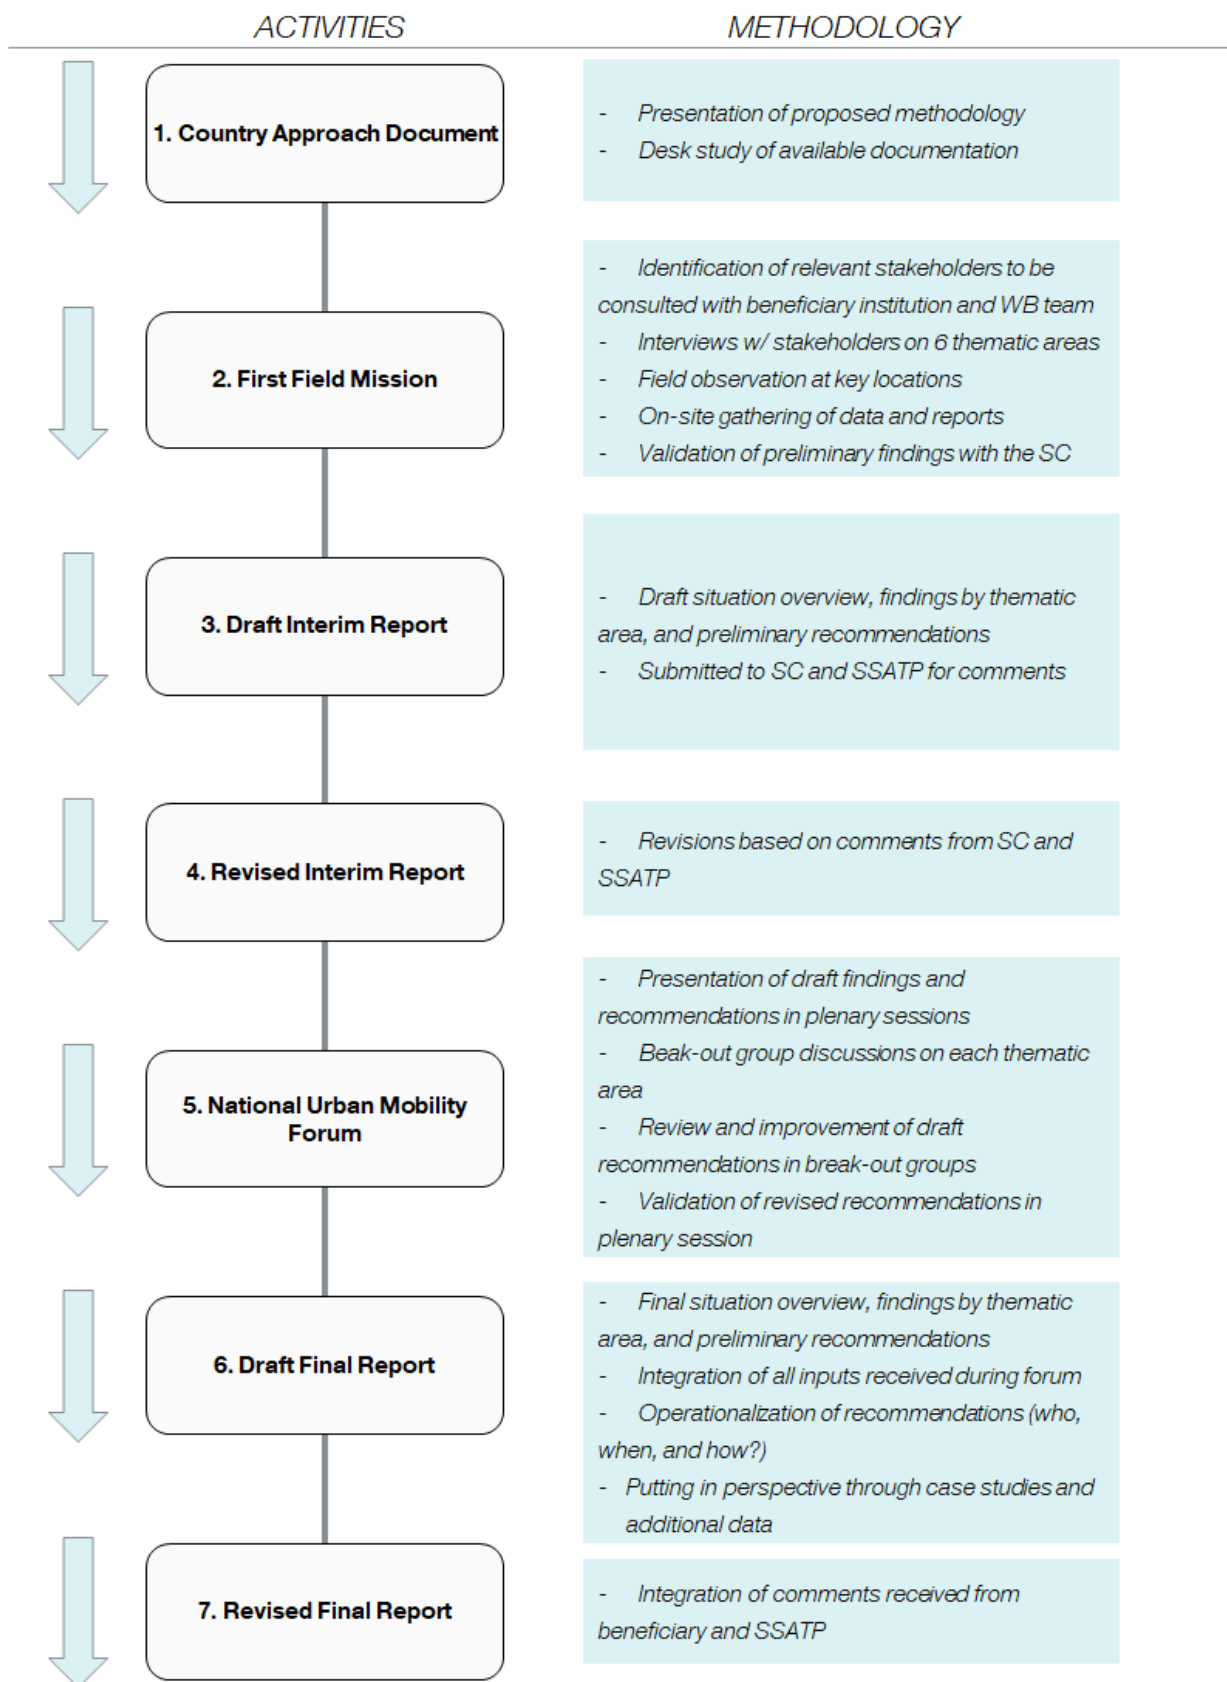 ACTIVITIES
METHODOLOGY
1. Country Approach Document
- Presentation of proposed methodology
- Desk study of available documentation
2. First Field Mission
- Identification of relevant stakeholders to be
consulted with beneficiary institution and WB team
- Interviews w/ stakeholders on 6 thematic areas
- Field observation at key locations
- On-site gathering of data and reports
- Validation of preliminary findings with the SC
3. Draft Interim Report
- Draft situation overview, findings by thematic
area, and preliminary recommendations
- Submitted to SC and SSATP for comments
4. Revised Interim Report
- Revisions based on comments from SC and
SSATP
5. National Urban Mobility
Forum
- Presentation of draft findings and
recommendations in plenary sessions
- Beak-out group discussions on each thematic
area
- Review and improvement of draft
recommendations in break-out groups
- Validation of revised recommendations in
plenary session
6. Draft Final Report
- Final situation overview, findings by thematic
area, and preliminary recommendations
- Integration of all inputs received during forum
- Operationalization of recommendations (who,
when, and how?)
- Putting in perspective through case studies and
additional data
7. Revised Final Report
- Integration of comments received from
beneficiary and SSATP